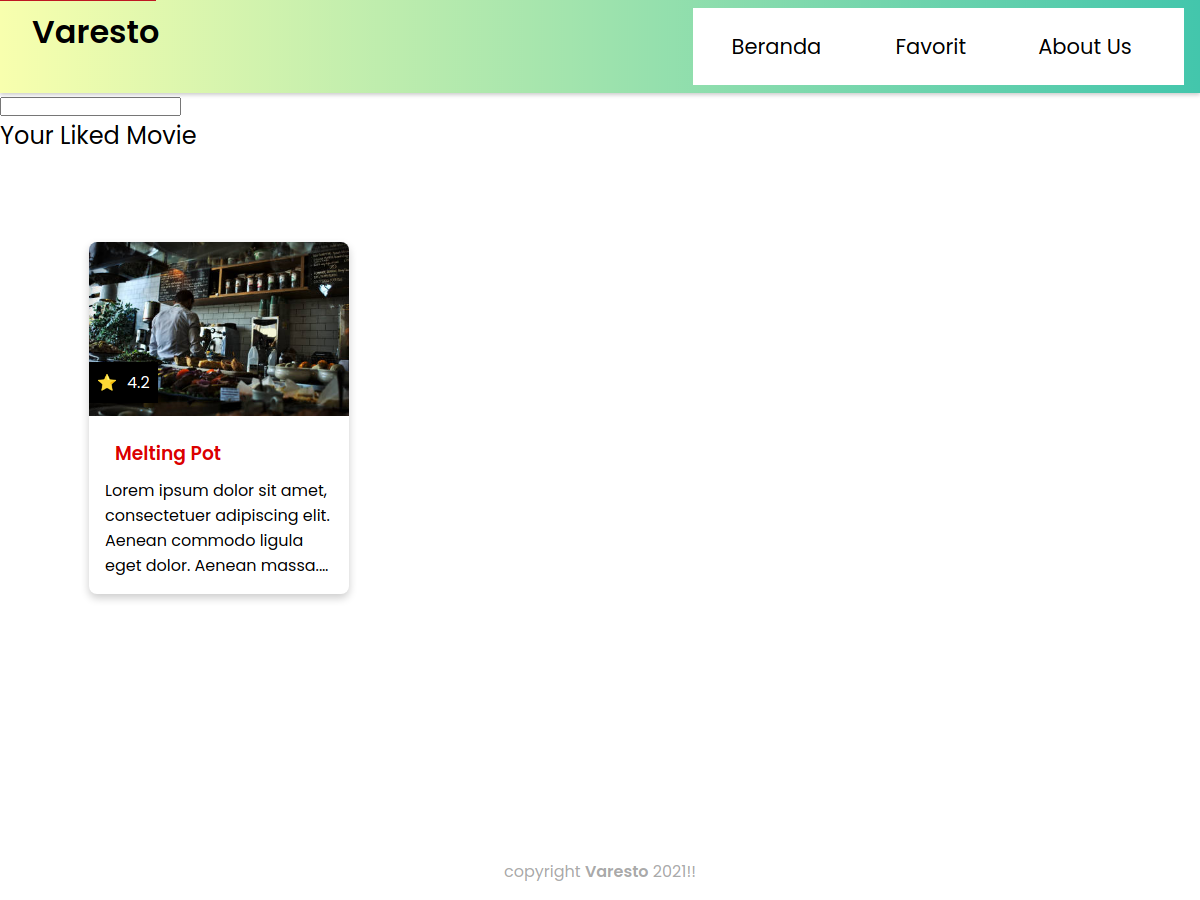 Varesto
Beranda
Favorit
About Us
Your Liked Movie
4.2
Melting Pot
Lorem ipsum dolor sit amet,
consectetuer adipiscing elit.
Aenean commodo ligula
eget dolor. Aenean massa....
copyright Varesto 2021!!